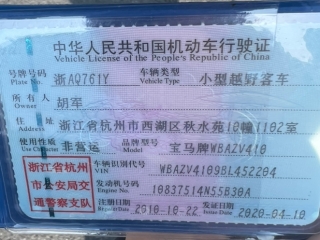 中华人民共和国机动车行驶证
Vehicle License of the People's Republic of China
号牌号码 浙AQ761Y 车辆类型 小型越野客车
Plate No. Vehicle Type
所有人 胡军
Owner
住址 浙江省杭州市西湖区秋水苑10幢1102室
Address
使用性质 非营运 品牌型号 宝马牌WBAZV410
Use Character Model
浙江省杭州 车辆识别代号 WBAZV4109BL452204
VIN
市公安局交 发动机号码 10837514N55B30A
Engine No.
通警察支队 注册日期 2010-10-22 发证日期 2020-04-10
Register Date Issue Date